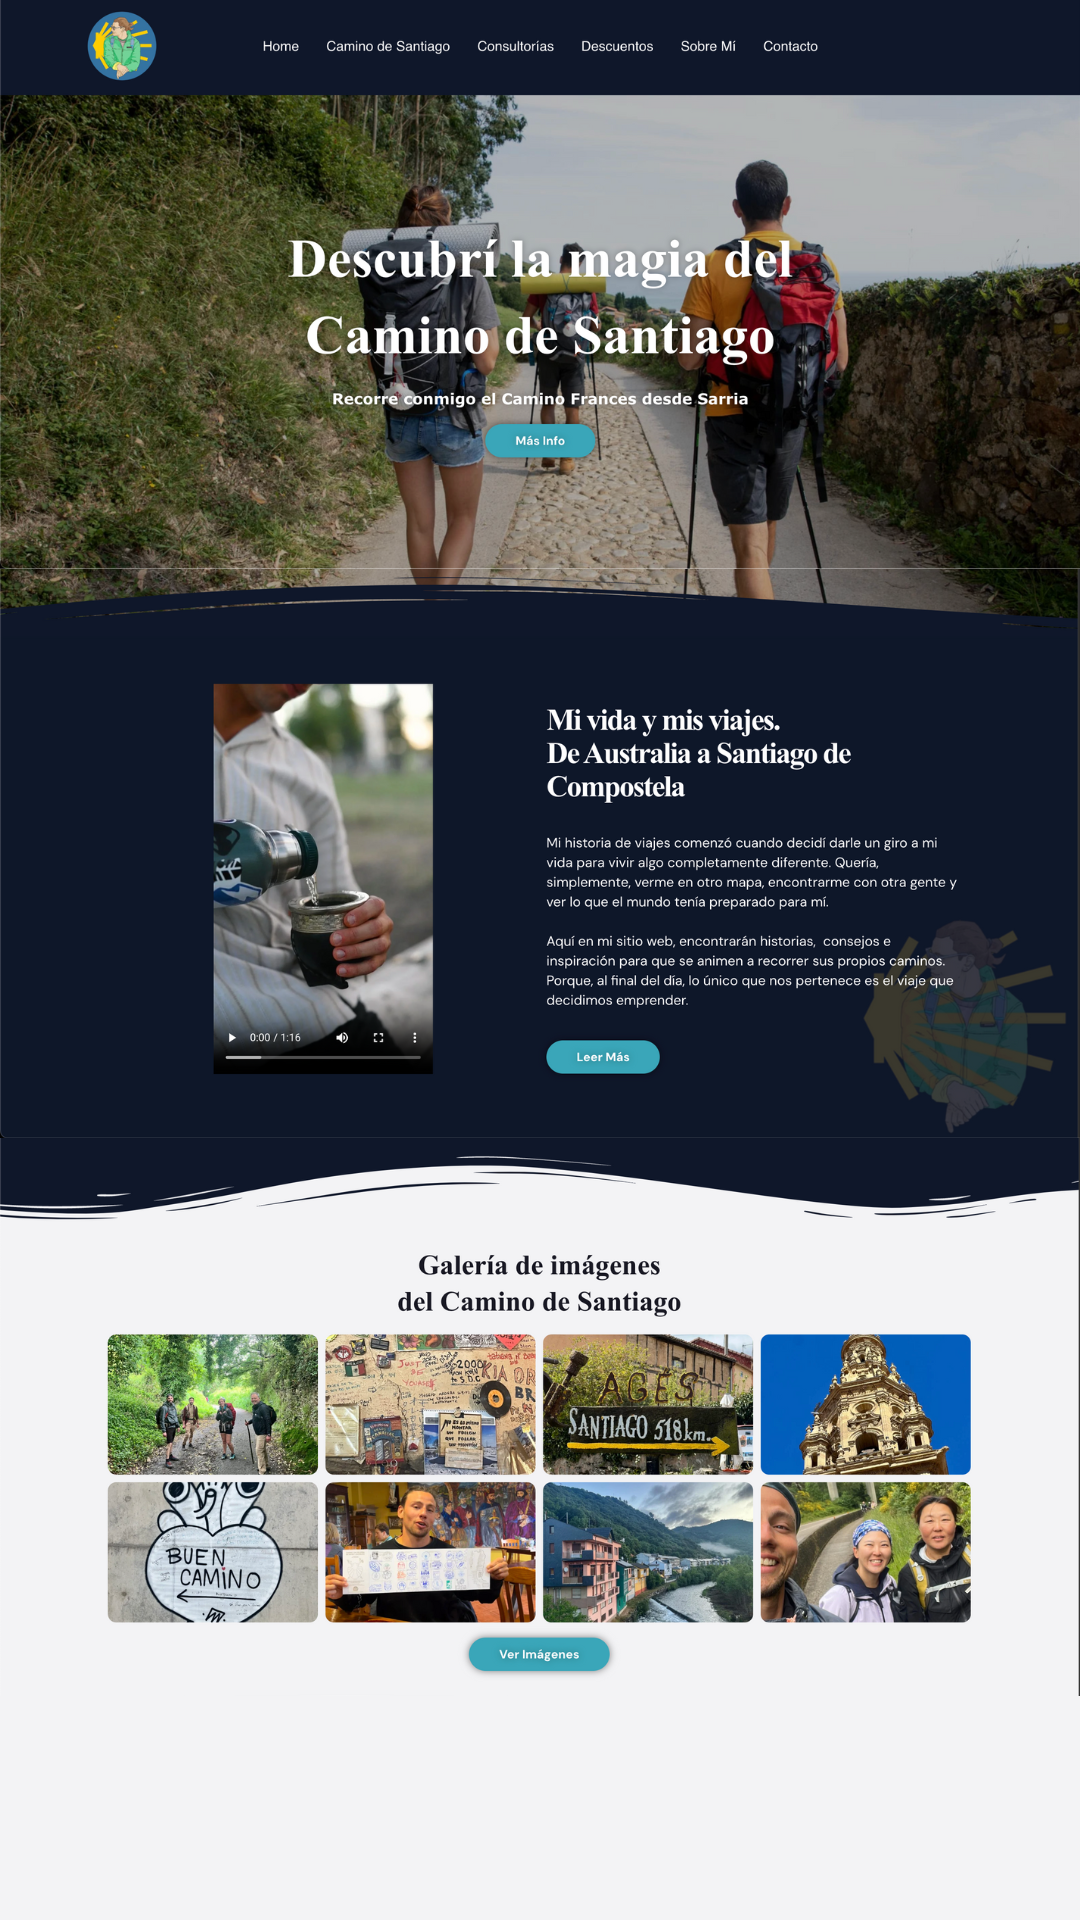 Home Camino de Santiago Consultorías Descuentos Sobre Mí Contacto
Descubrí la magia del
Camino de Santiago
Recorre conmigo el Camino Frances desde Sarria
Más Info
Mi vida y mis viajes.
De Australia a Santiago de
Compostela
Mi historia de viajes comenzó cuando decidí darle un giro a mi
vida para vivir algo completamente diferente. Quería,
simplemente, verme en otro mapa, encontrarme con otra gente y
ver lo que el mundo tenía preparado para mí.
Aquí en mi sitio web, encontrarán historias,  consejos e
inspiración para que se animen a recorrer sus propios caminos.
Porque, al final del día, lo único que nos pertenece es el viaje que
decidimos emprender.
0:00 / 1:16
Leer Más
Galería de imágenes
del Camino de Santiago
JUST
BE
2000
AGES
SANTIAGO 518km.
BUEN
CAMINO
Ver Imágenes